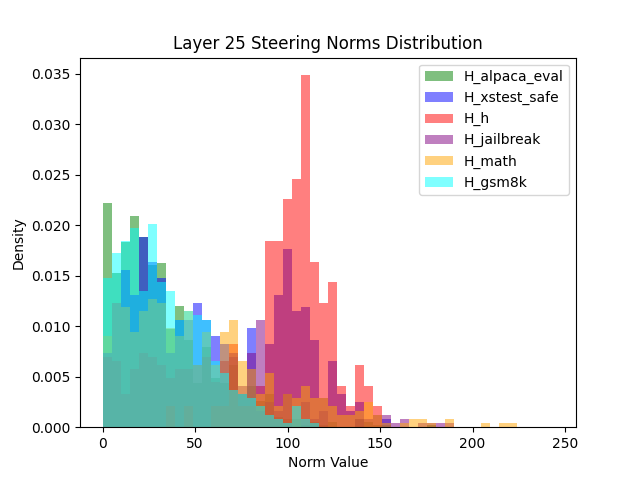 Layer 25 Steering Norms Distribution
H_alpaca_eval
H_xstest_safe
H_h
H_jailbreak
H_math
H_gsm8k
0.035
0.030
0.025
0.020
0.015
0.010
0.005
0.000
Density
0
50
100
150
200
250
Norm Value